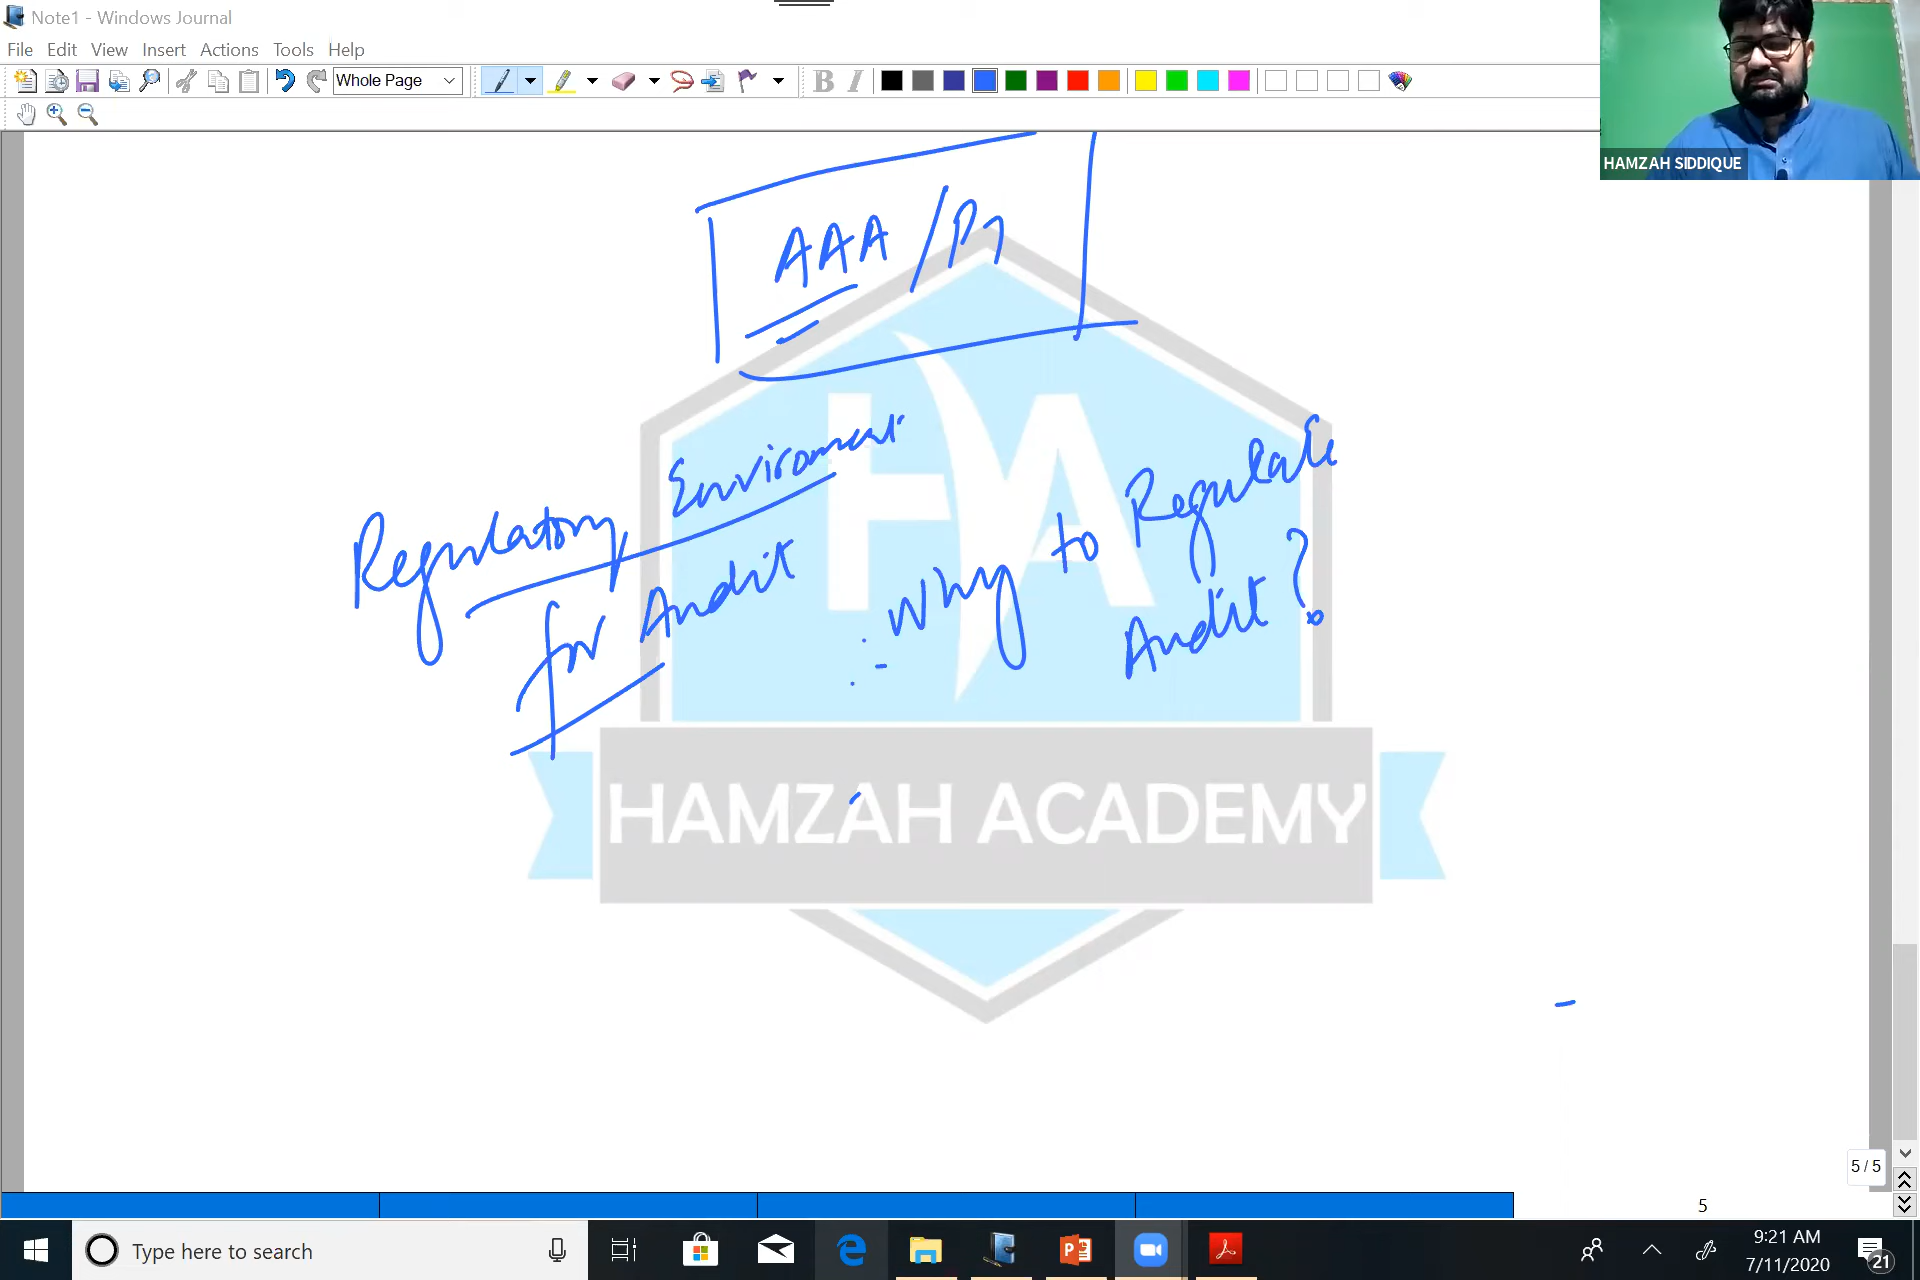 Note1 - Windows Journal
File Edit View Insert Actions Tools Help
Whole Page
B I
HAMZAH SIDDIQUE
AAA / P7
Regulatory Enviroment
for Audit
:- Why to Regulate
Audit ?
HA
HAMZAH ACADEMY
5 / 5
5
Type here to search
9:21 AM
7/11/2020
21